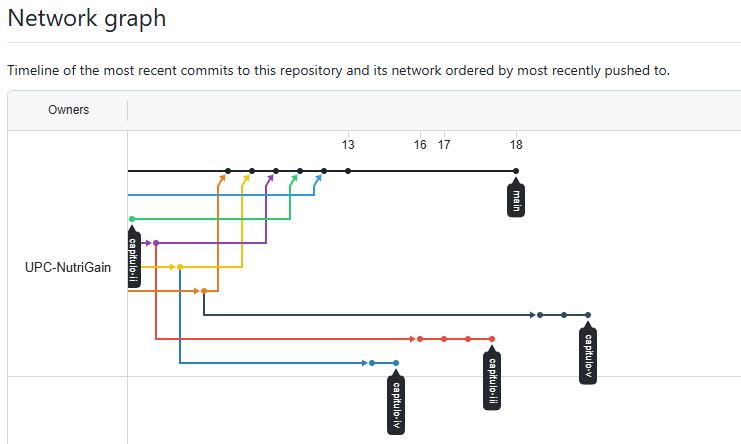 Network graph
Timeline of the most recent commits to this repository and its network ordered by most recently pushed to.
Owners
13 16 17 18
main
capitulo-ii
UPC-NutriGain
capitulo-v
capitulo-iii
capitulo-iv